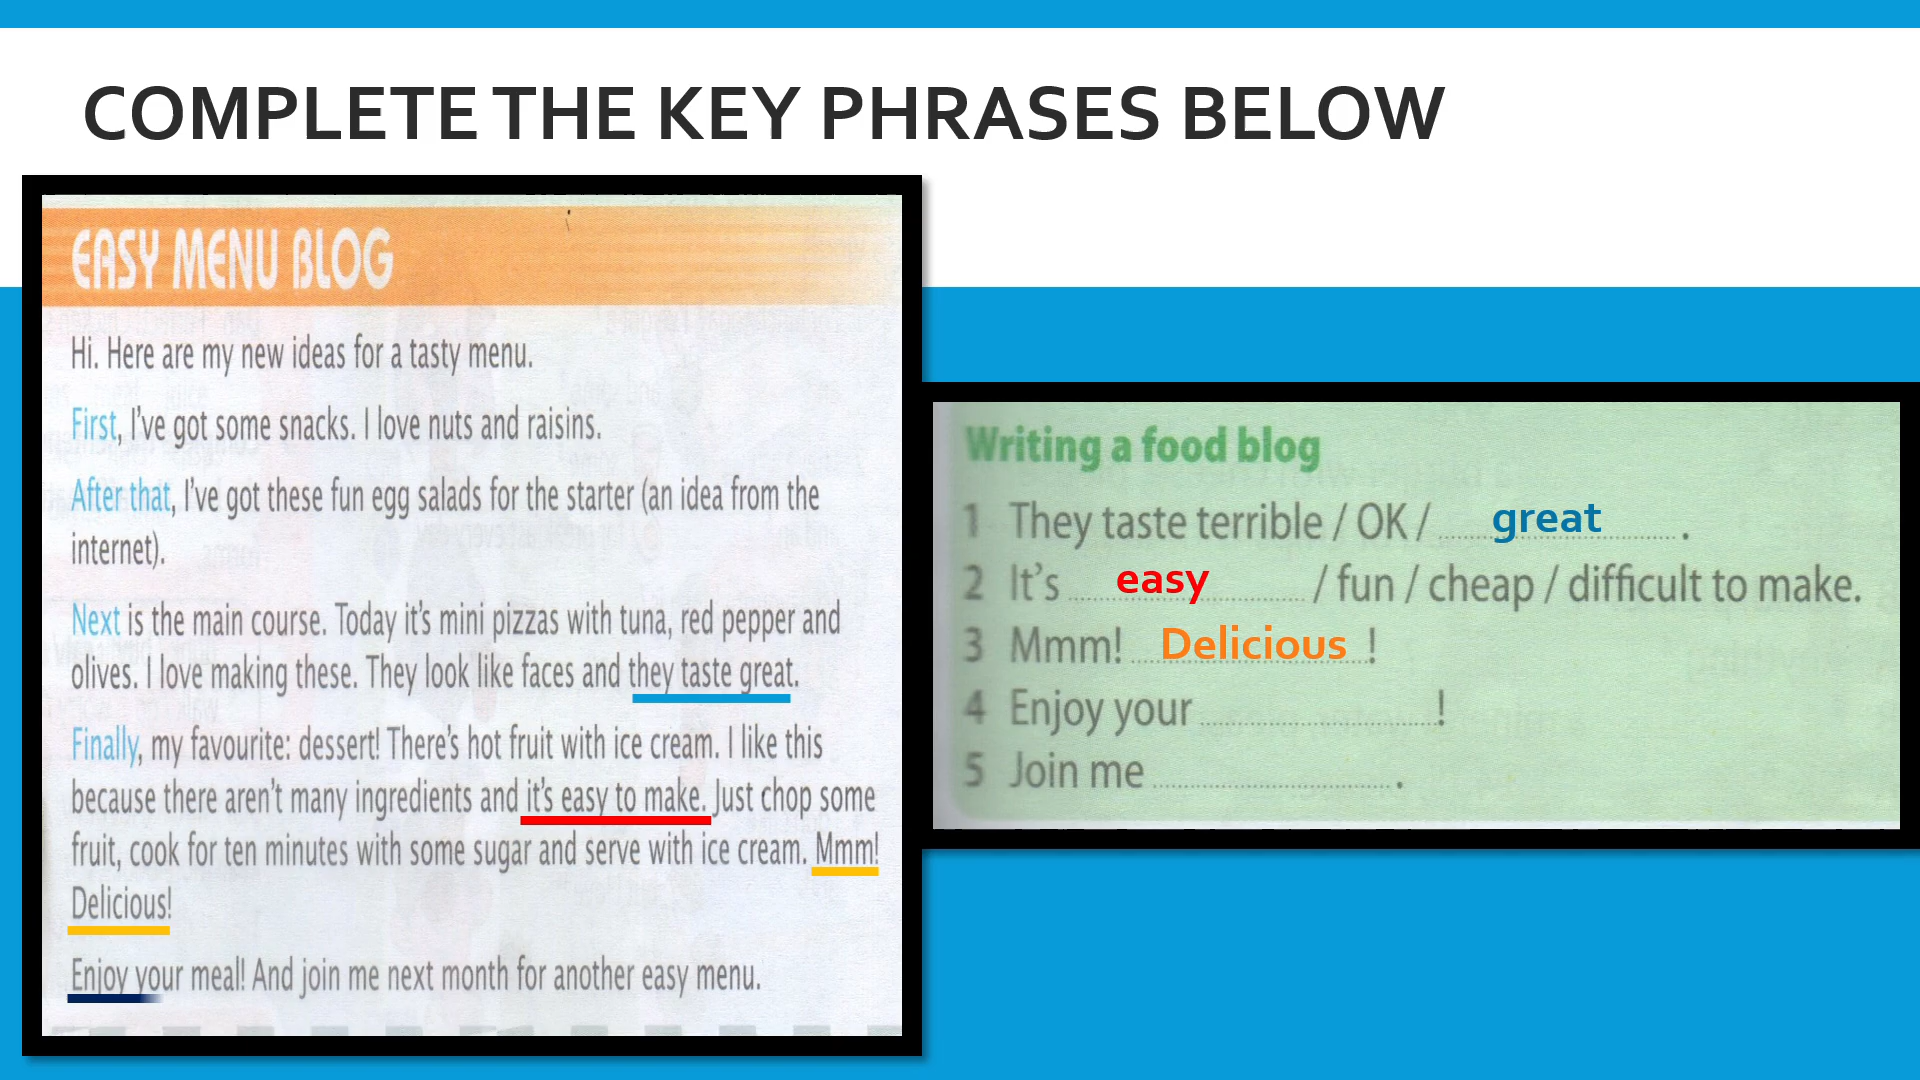 COMPLETE THE KEY PHRASES BELOW
EASY MENU BLOG
Hi. Here are my new ideas for a tasty menu.
First, I've got some snacks. I love nuts and raisins.
After that, I've got these fun egg salads for the starter (an idea from the
internet).
Next is the main course. Today it's mini pizzas with tuna, red pepper and
olives. I love making these. They look like faces and they taste great.
Finally, my favourite: dessert! There's hot fruit with ice cream. I like this
because there aren't many ingredients and it's easy to make. Just chop some
fruit, cook for ten minutes with some sugar and serve with ice cream. Mmm!
Delicious!
Enjoy your meal! And join me next month for another easy menu.
Writing a food blog
1 They taste terrible / OK / great .
2 It's easy / fun / cheap / difficult to make.
3 Mmm! Delicious !
4 Enjoy your ........................ !
5 Join me ........................ .